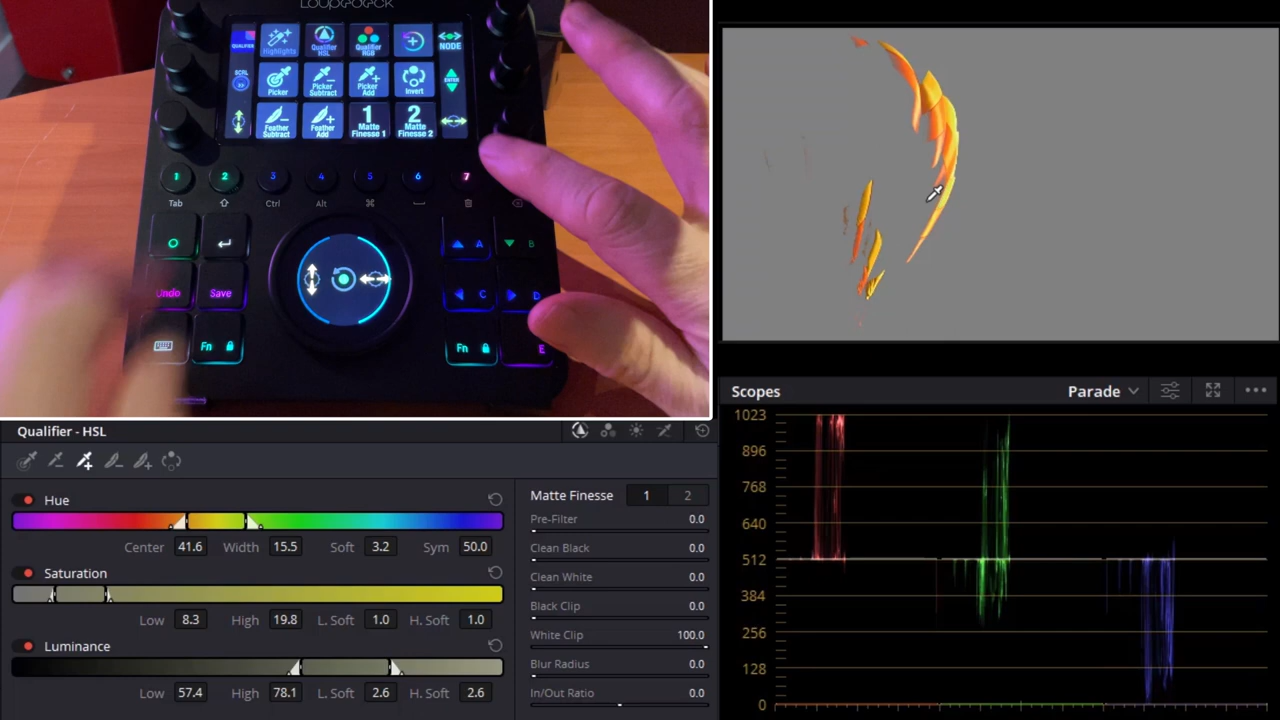 Loupedeck
QUALIFIER
Highlights
Qualifier
HSL
Qualifier
RGB
NODE
SCRL
Picker
Picker
Subtract
Picker
Add
Invert
ENTER
Feather
Subtract
Feather
Add
1
Matte
Finesse 1
2
Matte
Finesse 2
1 2 3 4 5 6 7
Tab Ctrl Alt
A B
Undo Save C D
Fn Fn E
Qualifier - HSL
Hue
Center 41.6 Width 15.5 Soft 3.2 Sym 50.0
Saturation
Low 8.3 High 19.8 L. Soft 1.0 H. Soft 1.0
Luminance
Low 57.4 High 78.1 L. Soft 2.6 H. Soft 2.6
Matte Finesse 1 2
Pre-Filter 0.0
Clean Black 0.0
Clean White 0.0
Black Clip 0.0
White Clip 100.0
Blur Radius 0.0
In/Out Ratio 0.0
Scopes Parade
1023
896
768
640
512
384
256
128
0